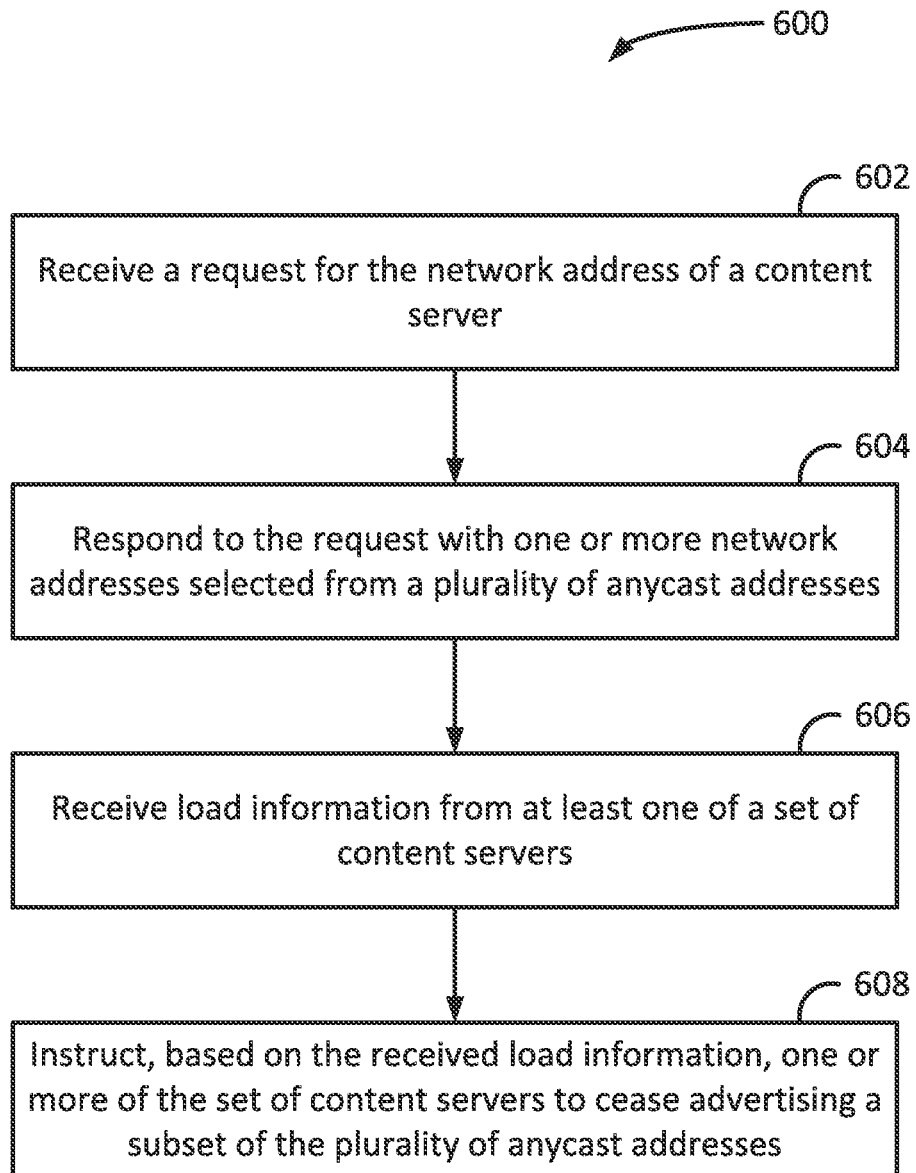 600
602
Receive a request for the network address of a content
server
604
Respond to the request with one or more network
addresses selected from a plurality of anycast addresses
606
Receive load information from at least one of a set of
content servers
608
Instruct, based on the received load information, one or
more of the set of content servers to cease advertising a
subset of the plurality of anycast addresses